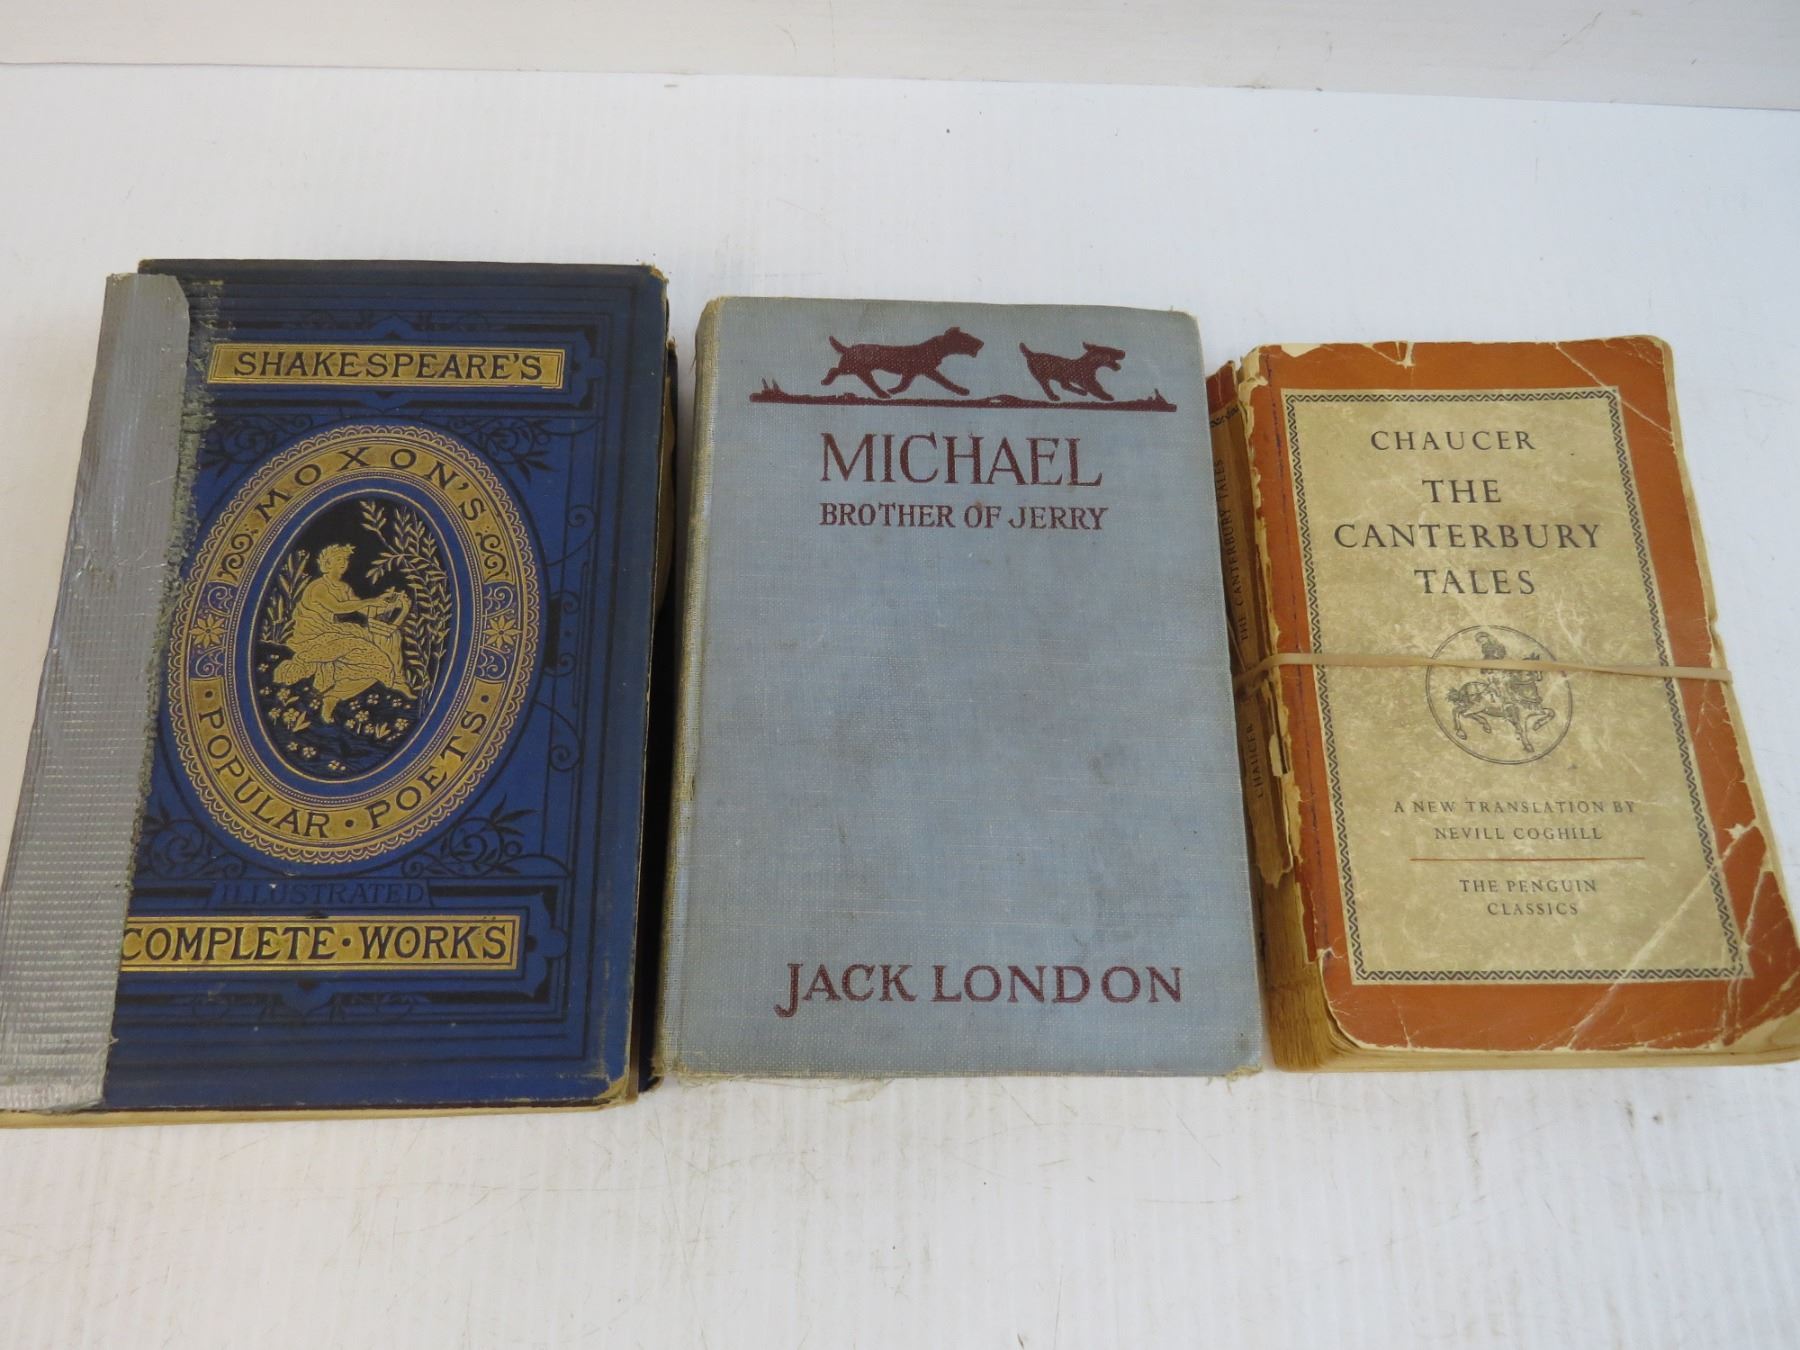 SHAKESPEARE'S
MOXON'S
POPULAR · POETS
ILLUSTRATED
COMPLETE · WORKS
MICHAEL
BROTHER OF JERRY
JACK LONDON
THE CANTERBURY TALES
CHAUCER
CHAUCER
THE
CANTERBURY
TALES
A NEW TRANSLATION BY
NEVILL COGHILL
THE PENGUIN
CLASSICS